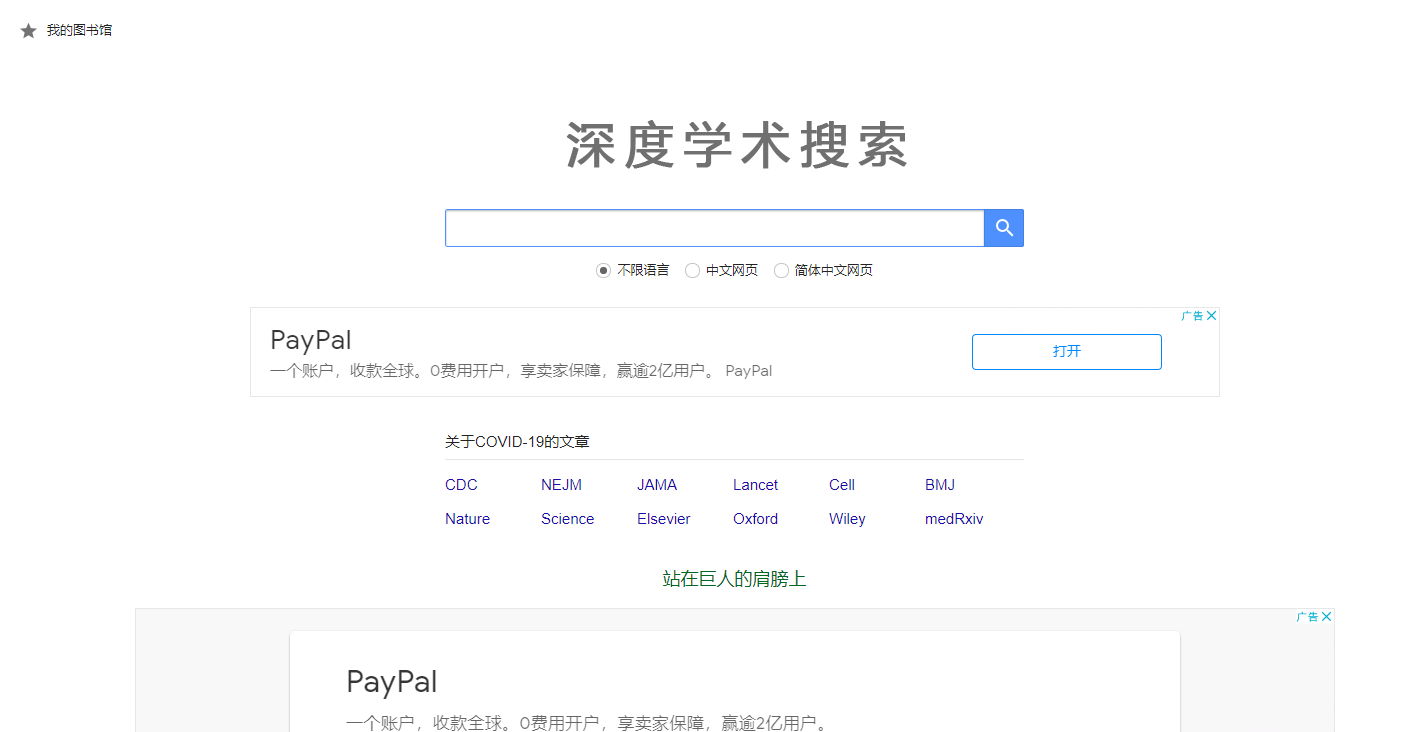 我的图书馆
深度学术搜索
不限语言 中文网页 简体中文网页
广告
PayPal
一个账户，收款全球。0费用开户，享卖家保障，赢逾2亿用户。 PayPal
打开
关于COVID-19的文章
CDC NEJM JAMA Lancet Cell BMJ
Nature Science Elsevier Oxford Wiley medRxiv
站在巨人的肩膀上
广告
PayPal
一个账户，收款全球。0费用开户，享卖家保障，赢逾2亿用户。